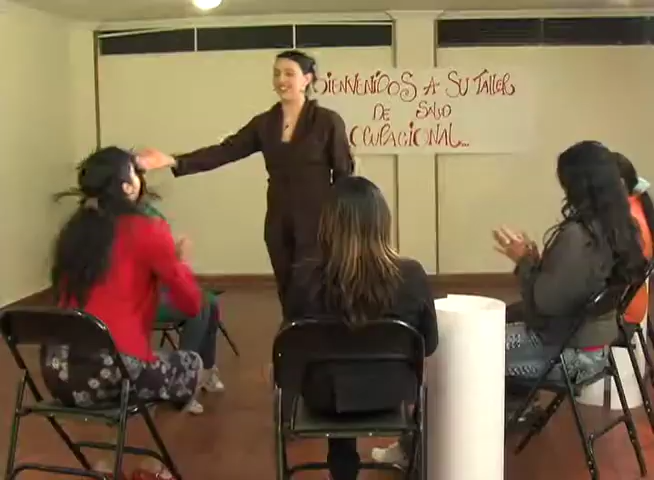 BIENVENIDOS A SU TALLER
DE SALUD
OCUPACIONAL...